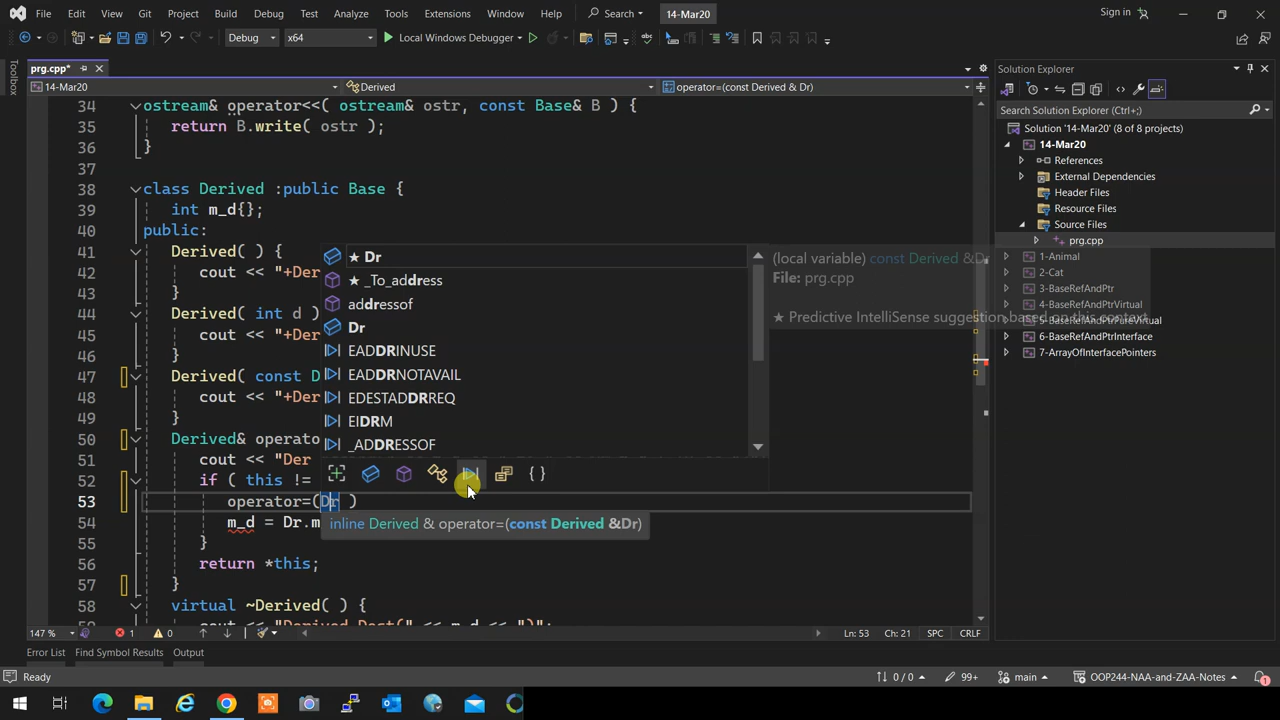 File Edit View Git Project Build Debug Test Analyze Tools Extensions Window Help Search 14-Mar20 Sign in
Debug x64 Local Windows Debugger
Toolbox
prg.cpp*
14-Mar20 Derived operator=(const Derived & Dr)
34 ostream& operator<<( ostream& ostr, const Base& B ) {
35 return B.write( ostr );
36 }
37
38 class Derived :public Base {
39 int m_d{};
40 public:
41 Derived( ) {
42 cout << "+Der
43 }
44 Derived( int d )
45 cout << "+Der
46 }
47 Derived( const D
48 cout << "+Der
49 }
50 Derived& operato
51 cout << "Der
52 if ( this !=
53 operator=(Dr )
54 m_d = Dr.m
55 }
56 return *this;
57 }
58 virtual ~Derived( ) {
cout << "Derived Dest(" << m_d << ")";
★ Dr
★ _To_address
addressof
Dr
EADDRINUSE
EADDRNOTAVAIL
EDESTADDRREQ
EIDRM
_ADDRESSOF
{ }
(local variable) const Derived &Dr
File: prg.cpp
★ Predictive IntelliSense suggestion based on this context
inline Derived & operator=(const Derived &Dr)
147 % 1 0 Ln: 53 Ch: 21 SPC CRLF
Error List Find Symbol Results Output
Ready 0 / 0 99+ main OOP244-NAA-and-ZAA-Notes 1
Solution Explorer
Search Solution Explorer (Ctrl+;)
Solution '14-Mar20' (8 of 8 projects)
14-Mar20
References
External Dependencies
Header Files
Resource Files
Source Files
prg.cpp
1-Animal
2-Cat
3-BaseRefAndPtr
4-BaseRefAndPtrVirtual
5-BaseRefAndPtrPureVirtual
6-BaseRefAndPtrInterface
7-ArrayOfInterfacePointers